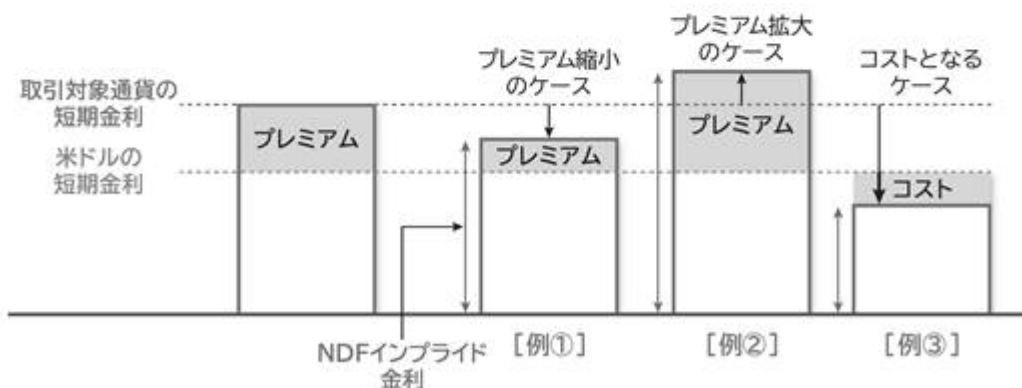 プレミアム縮小
のケース
プレミアム拡大
のケース
コストとなる
ケース
取引対象通貨の
短期金利
米ドルの
短期金利
プレミアム
プレミアム
プレミアム
コスト
NDFインプライド
金利
［例①］
［例②］
［例③］